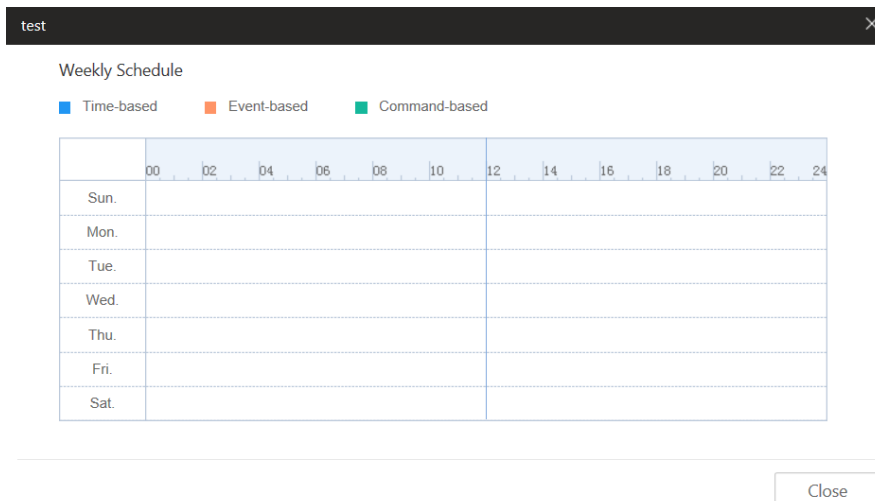 test
Weekly Schedule
Time-based Event-based Command-based
00 02 04 06 08 10 12 14 16 18 20 22 24
Sun.
Mon.
Tue.
Wed.
Thu.
Fri.
Sat.
Close